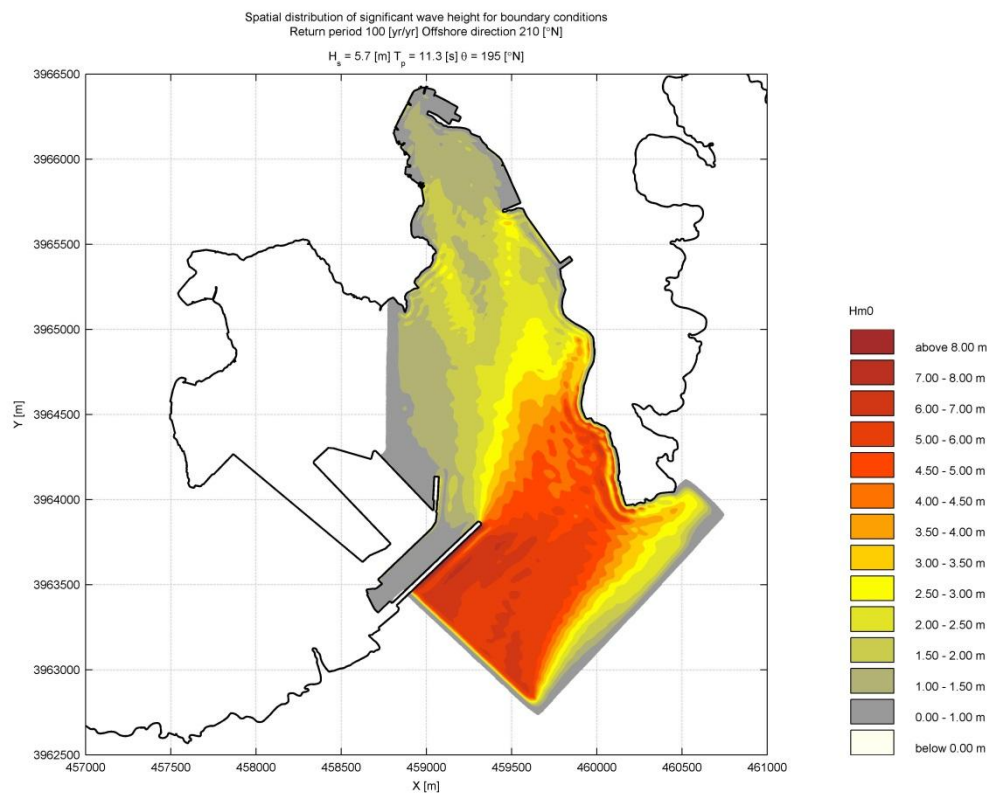 Spatial distribution of significant wave height for boundary conditions
Return period 100 [yr/yr] Offshore direction 210 [°N]
H_s = 5.7 [m] T_p = 11.3 [s] θ = 195 [°N]
3966500
3966000
3965500
3965000
3964500
3964000
3963500
3963000
3962500
Y [m]
457000 457500 458000 458500 459000 459500 460000 460500 461000
X [m]
Hm0
above 8.00 m
7.00 - 8.00 m
6.00 - 7.00 m
5.00 - 6.00 m
4.50 - 5.00 m
4.00 - 4.50 m
3.50 - 4.00 m
3.00 - 3.50 m
2.50 - 3.00 m
2.00 - 2.50 m
1.50 - 2.00 m
1.00 - 1.50 m
0.00 - 1.00 m
below 0.00 m